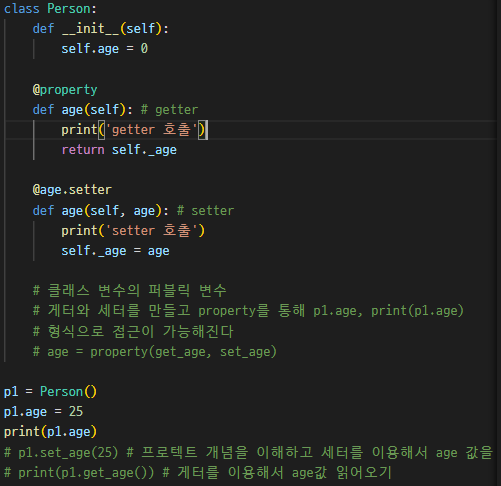 class Person:
    def __init__(self):
        self.age = 0

    @property
    def age(self): # getter
        print('getter 호출')
        return self._age

    @age.setter
    def age(self, age): # setter
        print('setter 호출')
        self._age = age

    # 클래스 변수의 퍼블릭 변수
    # 게터와 세터를 만들고 property를 통해 p1.age, print(p1.age)
    # 형식으로 접근이 가능해진다
    # age = property(get_age, set_age)

p1 = Person()
p1.age = 25
print(p1.age)
# p1.set_age(25) # 프로텍트 개념을 이해하고 세터를 이용해서 age 값을
# print(p1.get_age()) # 게터를 이용해서 age값 읽어오기